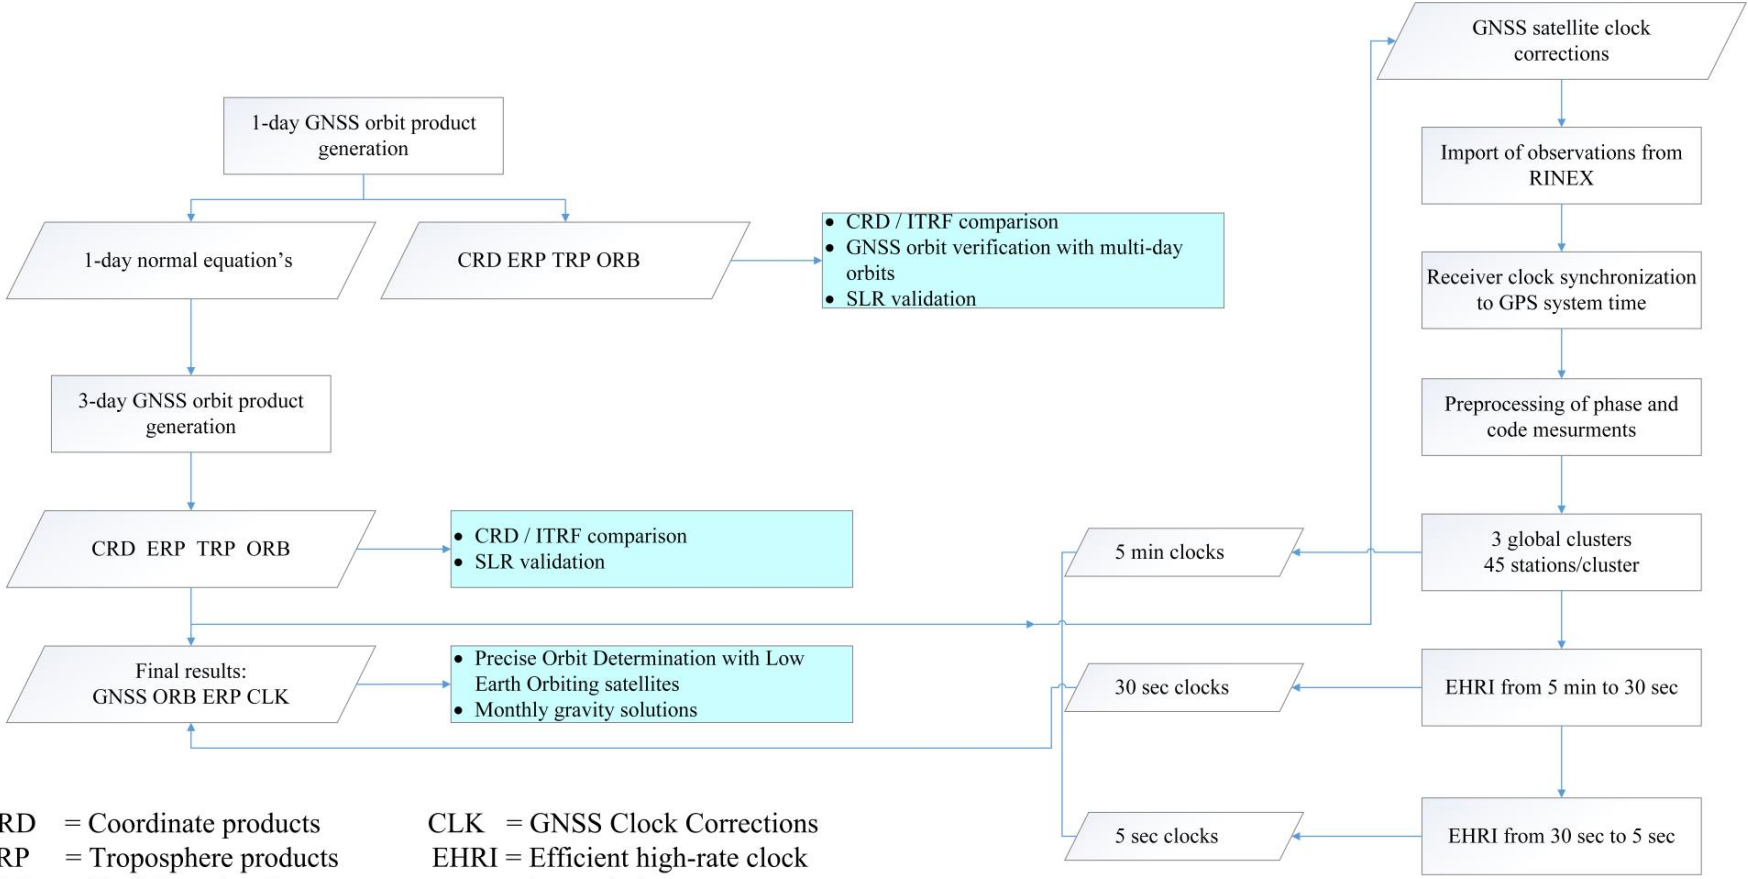 GNSS satellite clock
corrections
1-day GNSS orbit product
generation
Import of observations from
RINEX
1-day normal equation’s
CRD ERP TRP ORB
• CRD / ITRF comparison
• GNSS orbit verification with multi-day
orbits
• SLR validation
Receiver clock synchronization
to GPS system time
3-day GNSS orbit product
generation
Preprocessing of phase and
code mesurments
CRD ERP TRP ORB
• CRD / ITRF comparison
• SLR validation
5 min clocks
3 global clusters
45 stations/cluster
Final results:
GNSS ORB ERP CLK
• Precise Orbit Determination with Low
Earth Orbiting satellites
• Monthly gravity solutions
30 sec clocks
EHRI from 5 min to 30 sec
5 sec clocks
EHRI from 30 sec to 5 sec
RD = Coordinate products
RP = Troposphere products
CLK = GNSS Clock Corrections
EHRI = Efficient high-rate clock